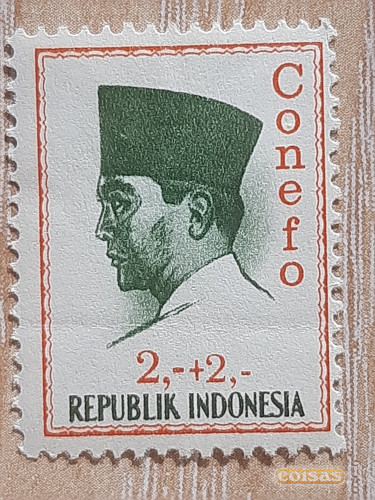 Conefo
2,-+2,-
REPUBLIK INDONESIA
coisas